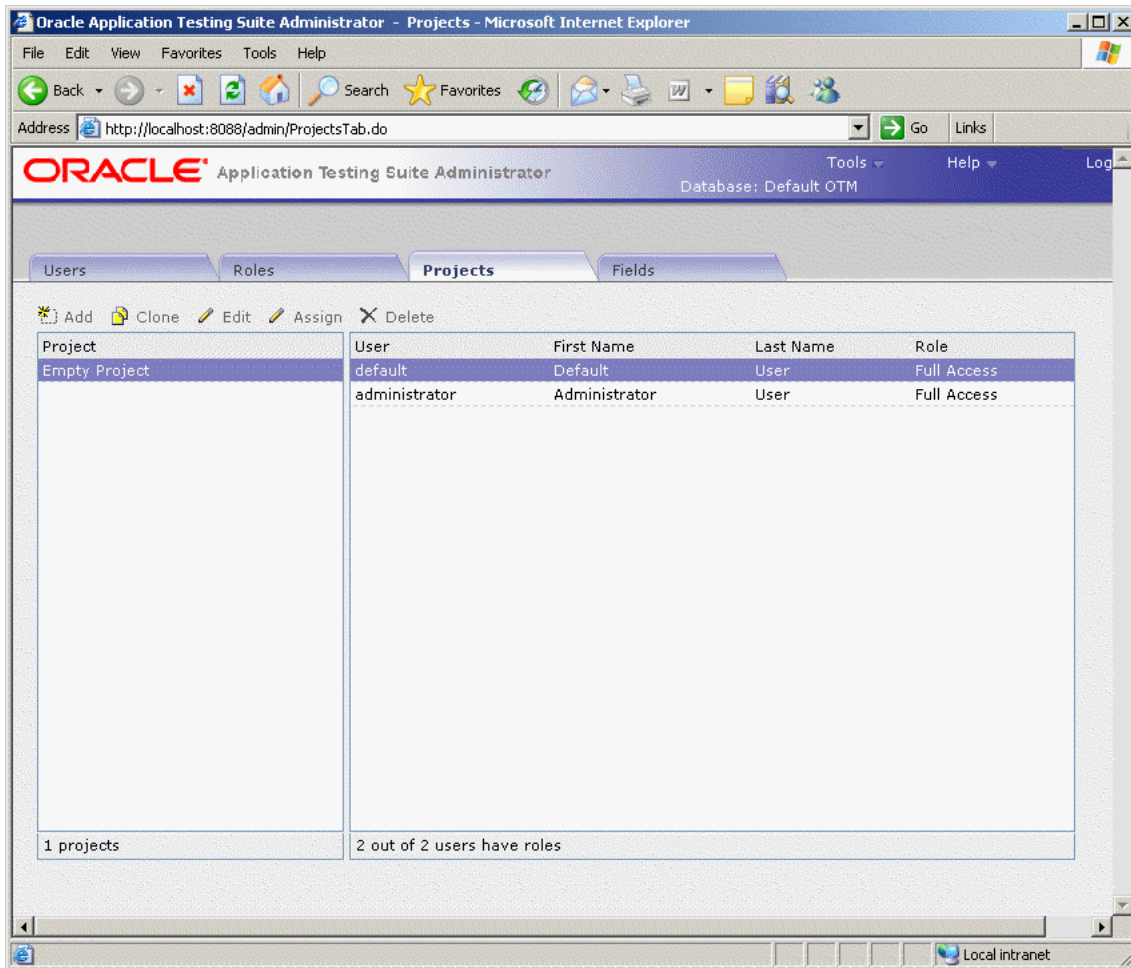 Oracle Application Testing Suite Administrator - Projects - Microsoft Internet Explorer
File Edit View Favorites Tools Help
Back Search Favorites
Address http://localhost:8088/admin/ProjectsTab.do Go Links
ORACLE Application Testing Suite Administrator Tools Help Log
Database: Default OTM
Users Roles Projects Fields
Add Clone Edit Assign Delete
Project User First Name Last Name Role
Empty Project default Default User Full Access
administrator Administrator User Full Access
1 projects 2 out of 2 users have roles
Local intranet